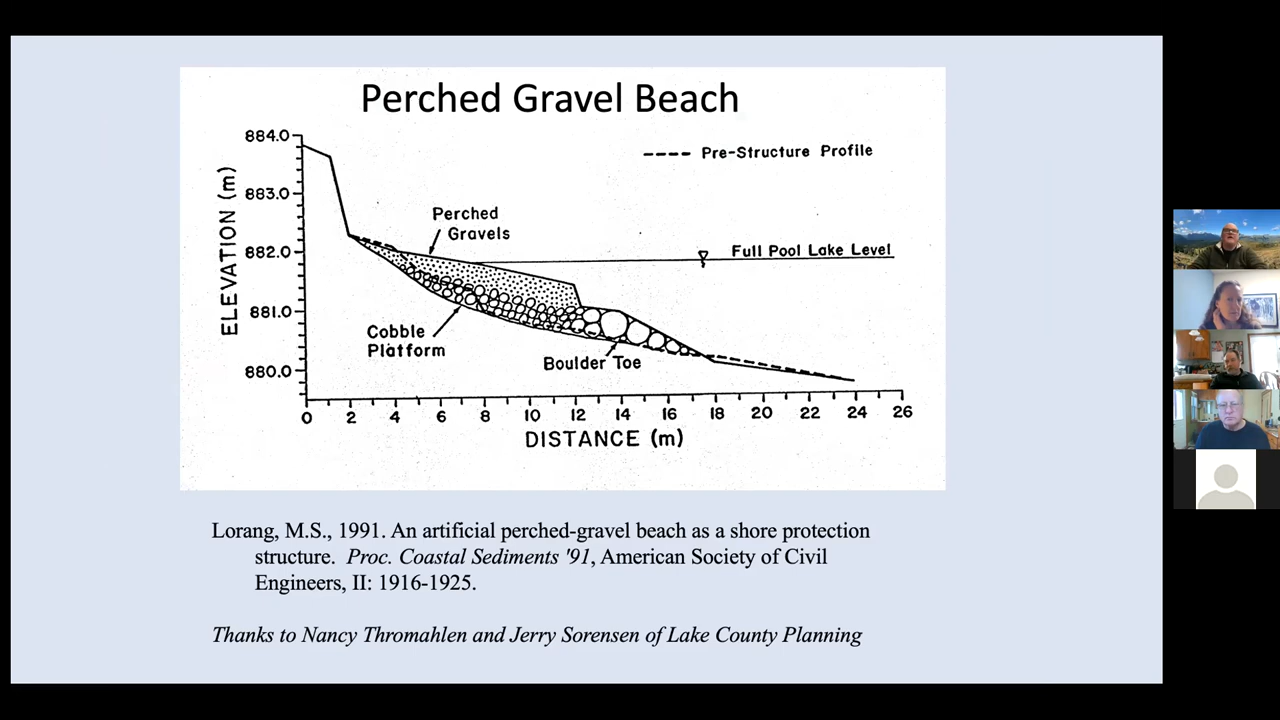 Perched Gravel Beach
884.0
883.0
882.0
881.0
880.0
ELEVATION (m)
Pre-Structure Profile
Perched
Gravels
Full Pool Lake Level
Cobble
Platform
Boulder Toe
0 2 4 6 8 10 12 14 16 18 20 22 24 26
DISTANCE (m)
Lorang, M.S., 1991. An artificial perched-gravel beach as a shore protection
structure. Proc. Coastal Sediments '91, American Society of Civil
Engineers, II: 1916-1925.
Thanks to Nancy Thromahlen and Jerry Sorensen of Lake County Planning